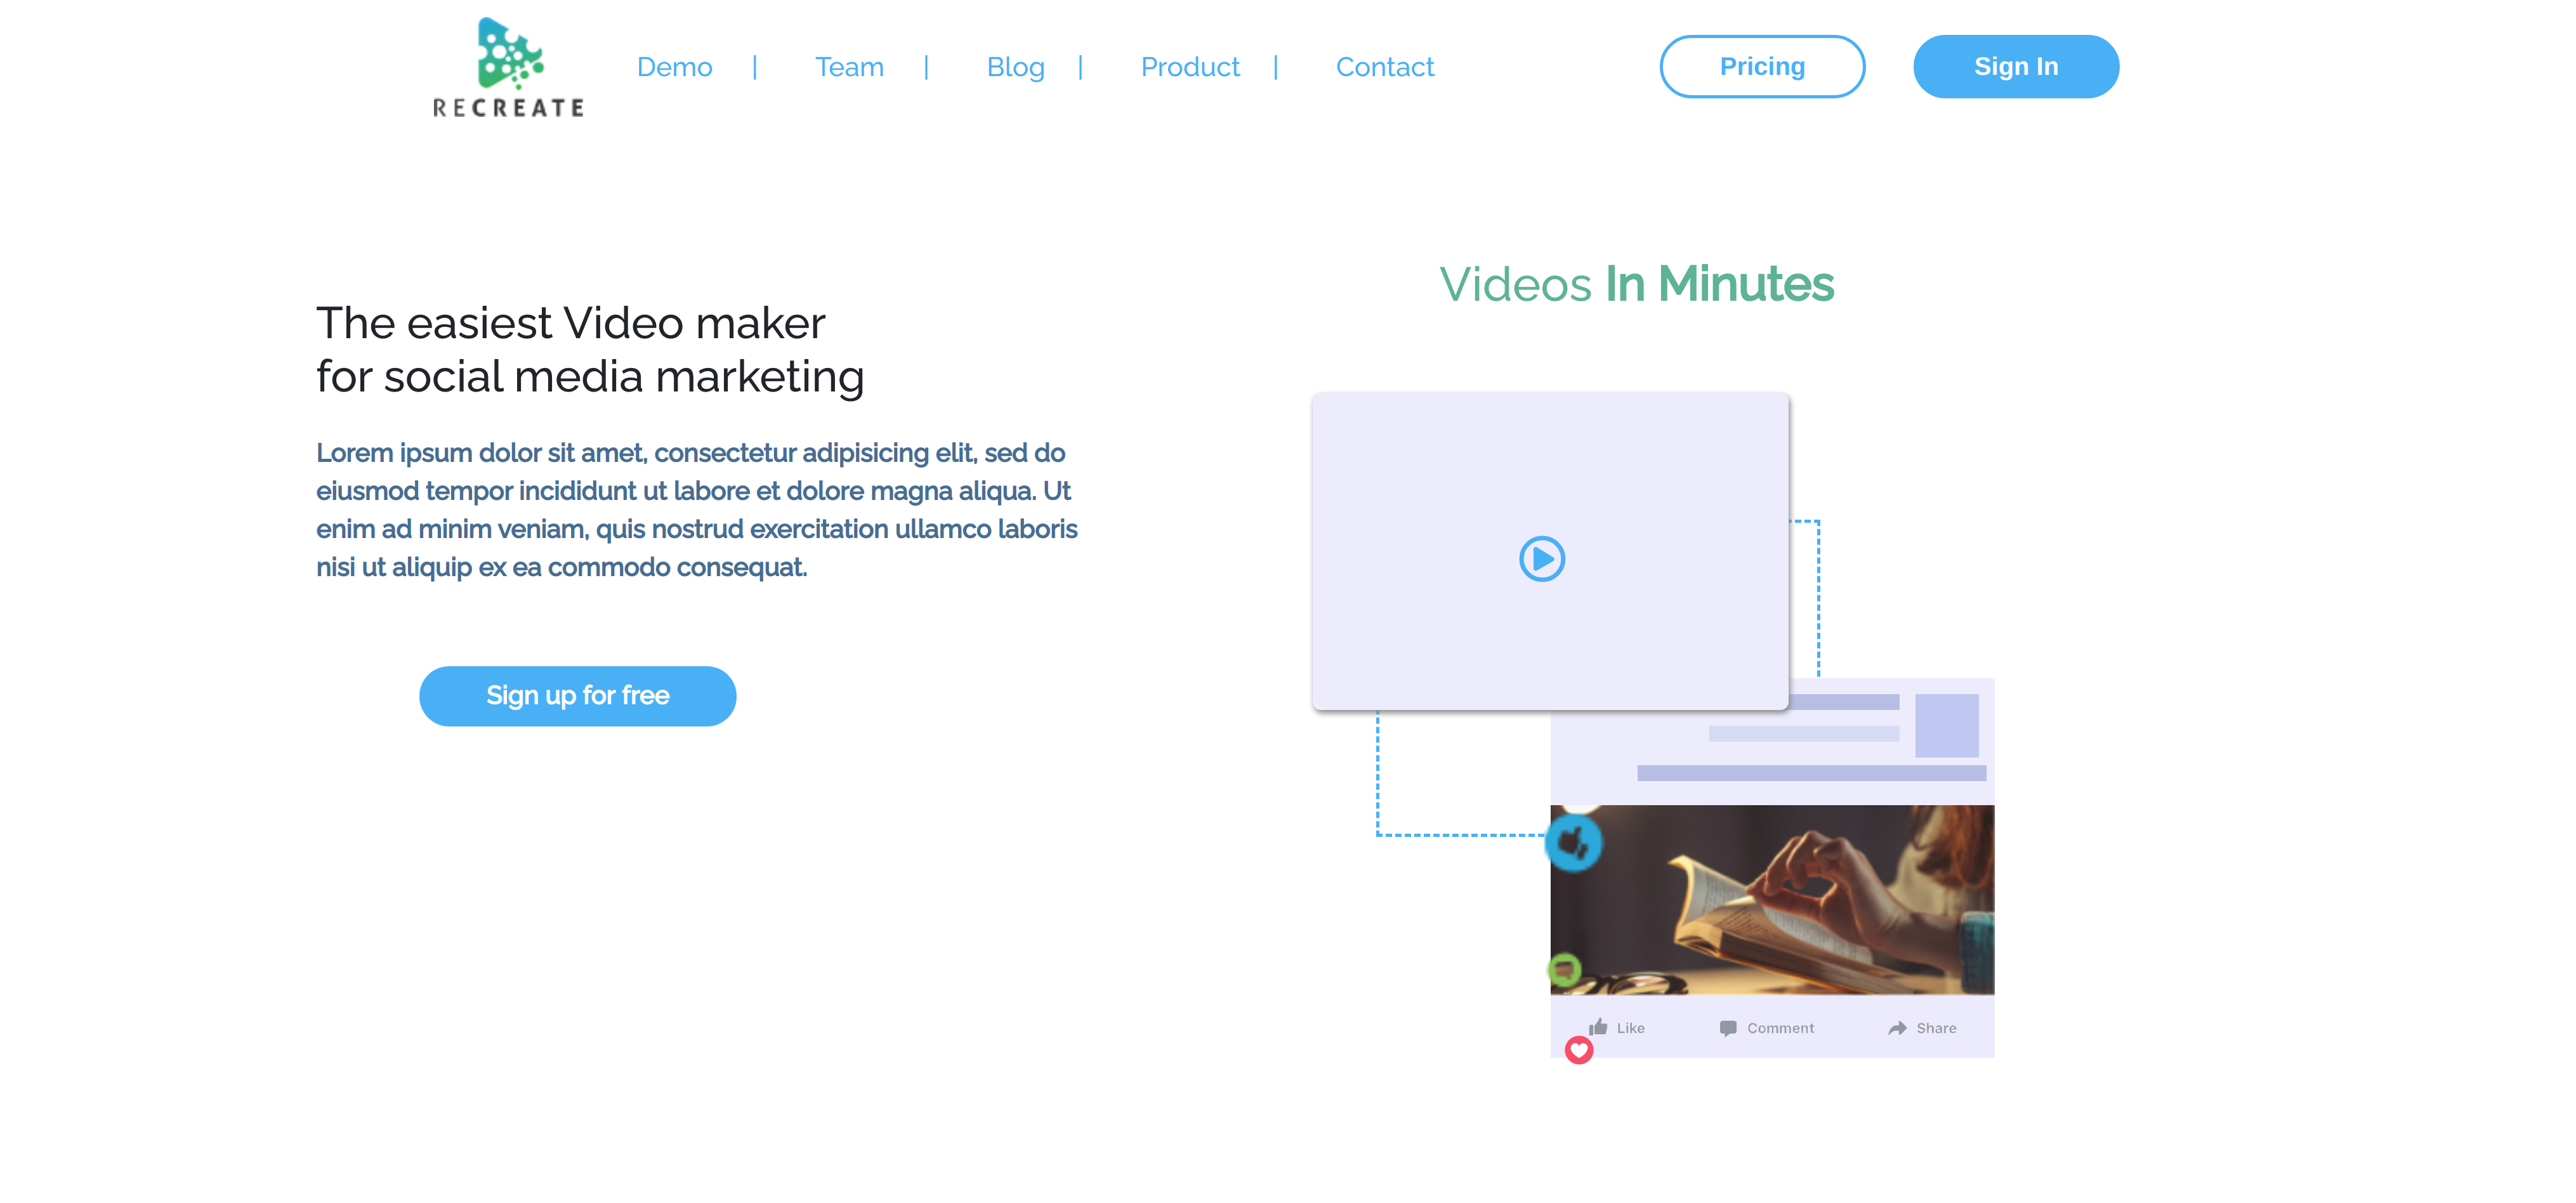 RECREATE
Demo | Team | Blog | Product | Contact
Pricing
Sign In
The easiest Video maker
for social media marketing
Lorem ipsum dolor sit amet, consectetur adipisicing elit, sed do
eiusmod tempor incididunt ut labore et dolore magna aliqua. Ut
enim ad minim veniam, quis nostrud exercitation ullamco laboris
nisi ut aliquip ex ea commodo consequat.
Sign up for free
Videos In Minutes
Like
Comment
Share